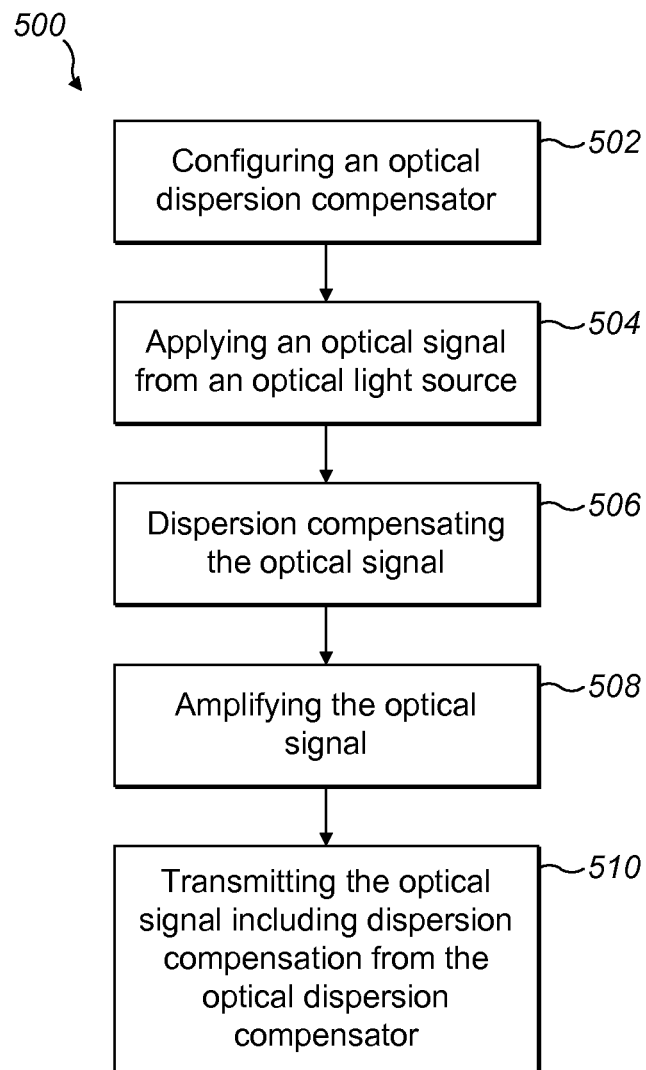 500
Configuring an optical
dispersion compensator
502
Applying an optical signal
from an optical light source
504
Dispersion compensating
the optical signal
506
Amplifying the optical
signal
508
Transmitting the optical
signal including dispersion
compensation from the
optical dispersion
compensator
510